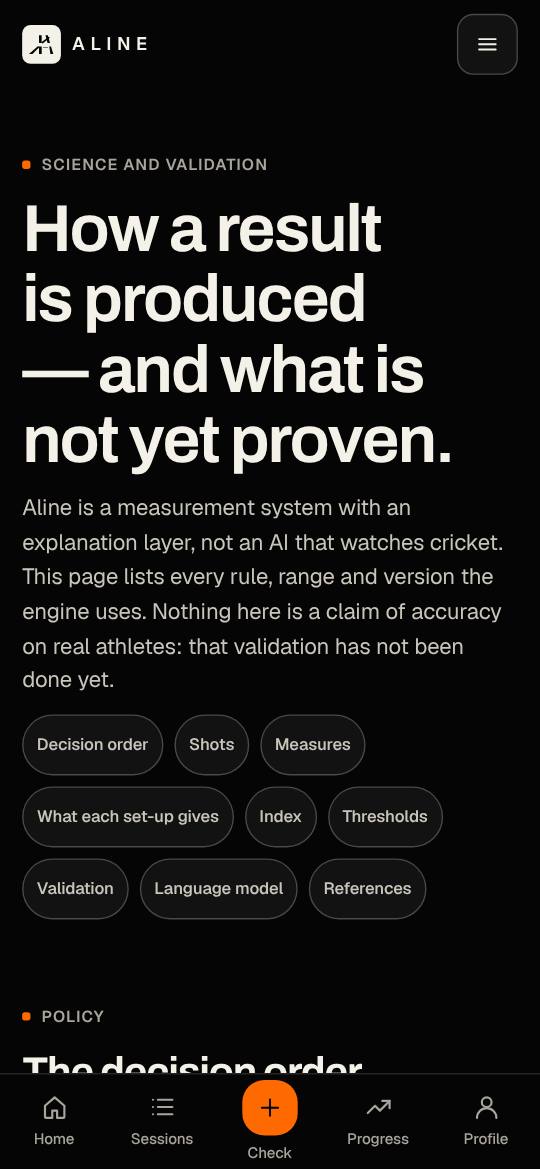 ALINE
SCIENCE AND VALIDATION
How a result
is produced
— and what is
not yet proven.
Aline is a measurement system with an
explanation layer, not an AI that watches cricket.
This page lists every rule, range and version the
engine uses. Nothing here is a claim of accuracy
on real athletes: that validation has not been
done yet.
Decision order Shots Measures
What each set-up gives Index Thresholds
Validation Language model References
POLICY
The decision order
Home Sessions Check Progress Profile